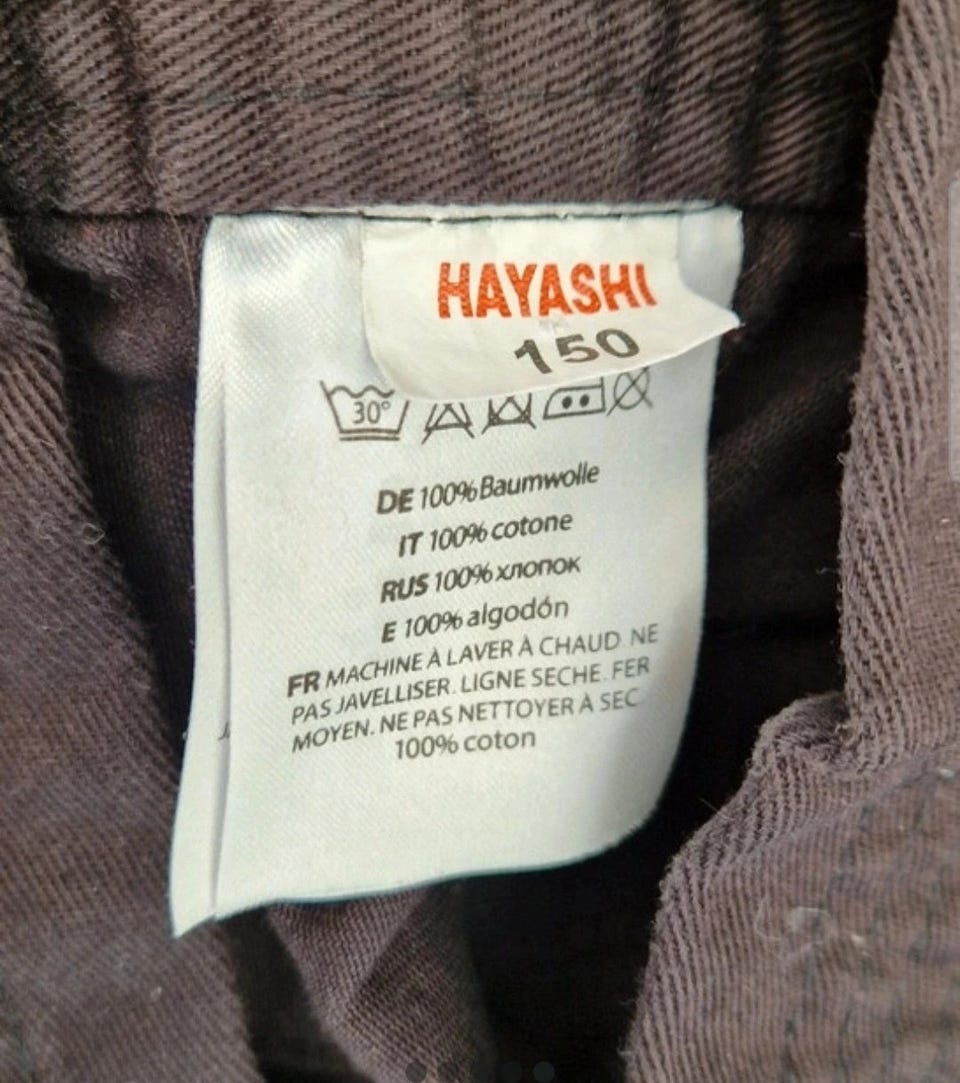 HAYASHI
150
30°
DE 100% Baumwolle
IT 100% cotone
RUS 100% хлопок
E 100% algodón
FR MACHINE À LAVER À CHAUD. NE
PAS JAVELLISER. LIGNE SECHE. FER
MOYEN. NE PAS NETTOYER À SEC
100% coton